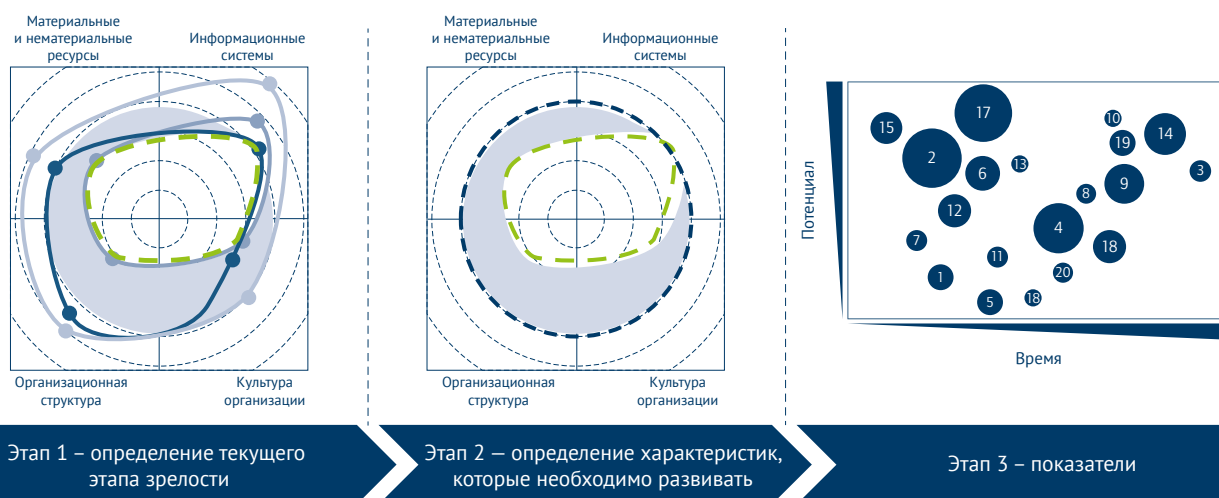 Материальные
и нематериальные
ресурсы
Информационные
системы
Организационная
структура
Культура
организации
Этап 1 – определение текущего
этапа зрелости
Материальные
и нематериальные
ресурсы
Информационные
системы
Организационная
структура
Культура
организации
Этап 2 — определение характеристик,
которые необходимо развивать
Потенциал
17
10
15
14
19
2
13
3
6
9
8
12
4
7
18
11
20
1
18
5
Время
Этап 3 – показатели